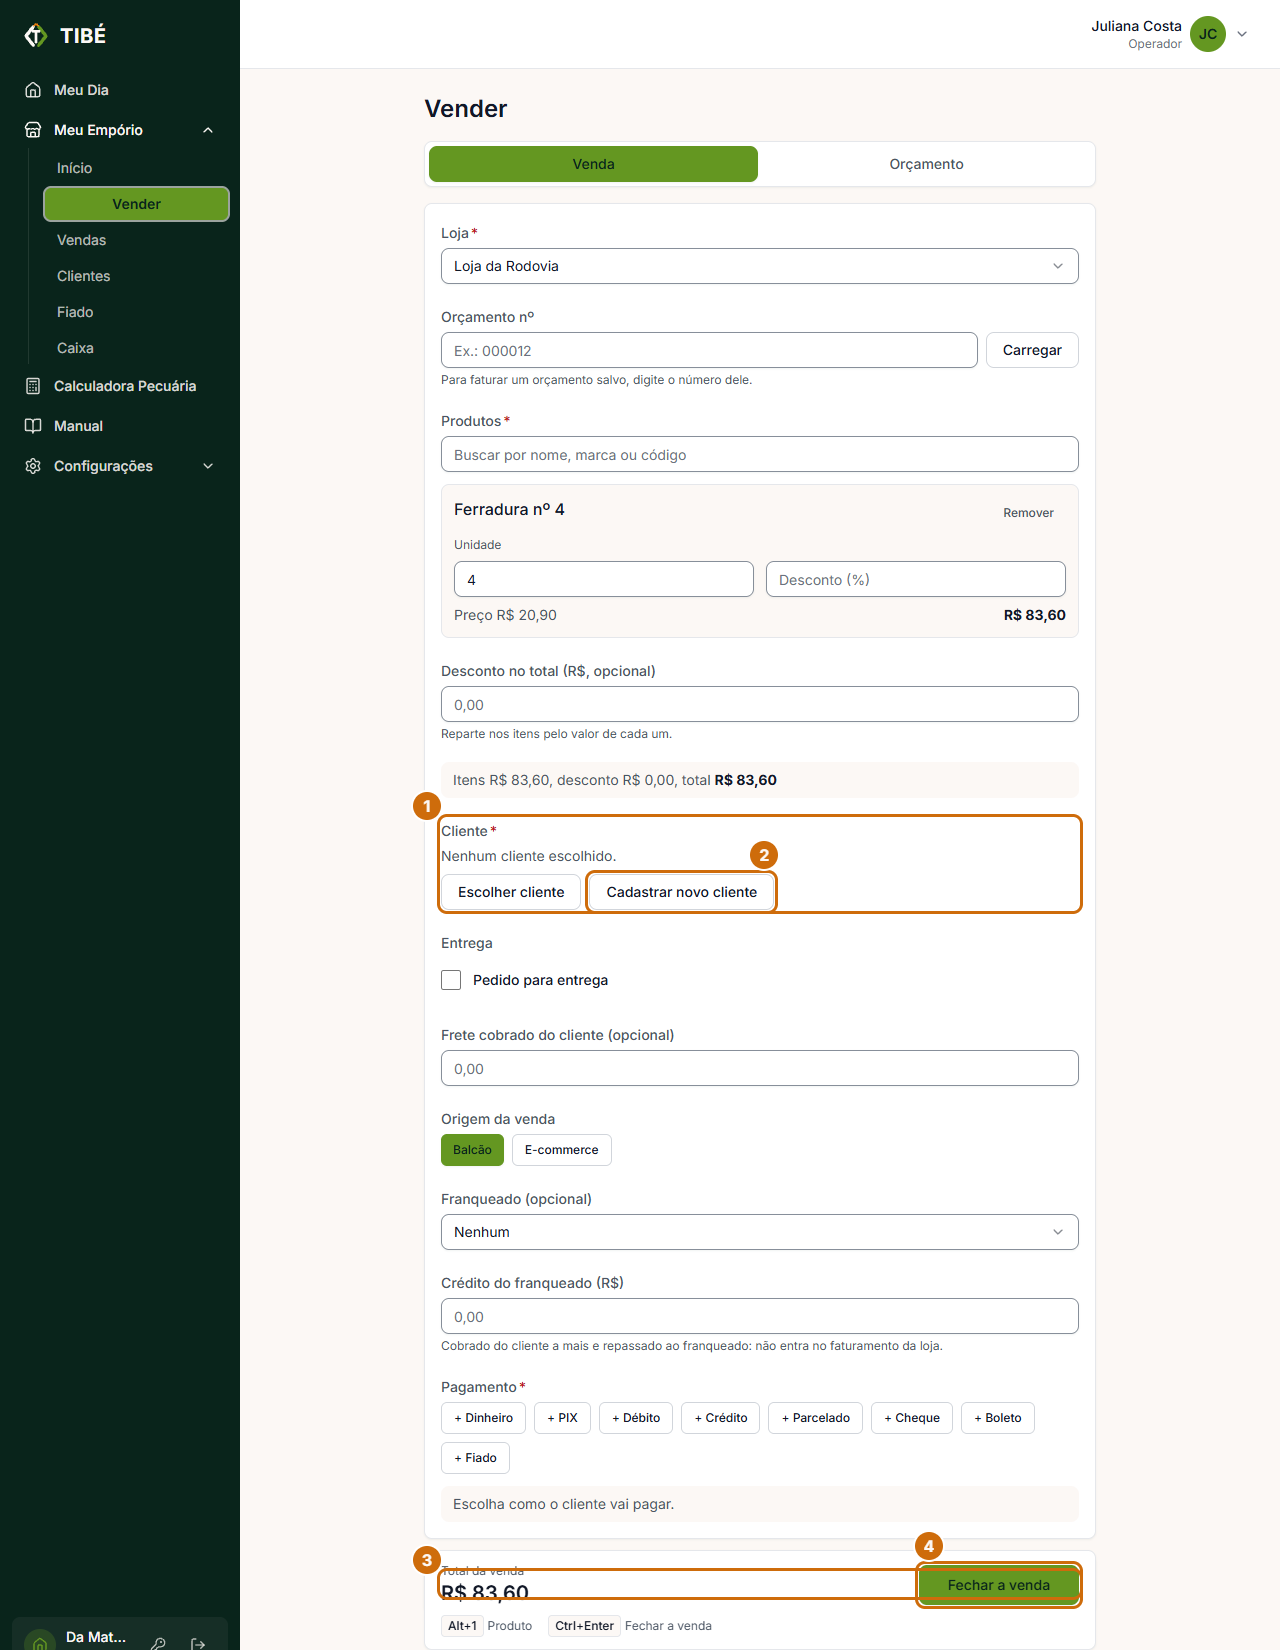 TIBÉ
Juliana Costa
Operador
JC
Meu Dia
Meu Empório
Início
Vender
Vendas
Clientes
Fiado
Caixa
Calculadora Pecuária
Manual
Configurações
Da Mat...
Vender
Venda
Orçamento
Loja*
Loja da Rodovia
Orçamento nº
Ex.: 000012
Carregar
Para faturar um orçamento salvo, digite o número dele.
Produtos*
Buscar por nome, marca ou código
Ferradura nº 4
Remover
Unidade
4
Desconto (%)
Preço R$ 20,90
R$ 83,60
Desconto no total (R$, opcional)
0,00
Reparte nos itens pelo valor de cada um.
Itens R$ 83,60, desconto R$ 0,00, total R$ 83,60
1
Cliente*
Nenhum cliente escolhido.
2
Escolher cliente
Cadastrar novo cliente
Entrega
Pedido para entrega
Frete cobrado do cliente (opcional)
0,00
Origem da venda
Balcão
E-commerce
Franqueado (opcional)
Nenhum
Crédito do franqueado (R$)
0,00
Cobrado do cliente a mais e repassado ao franqueado: não entra no faturamento da loja.
Pagamento*
+ Dinheiro
+ PIX
+ Débito
+ Crédito
+ Parcelado
+ Cheque
+ Boleto
+ Fiado
Escolha como o cliente vai pagar.
3
4
Total da venda
R$ 83,60
Fechar a venda
Alt+1 Produto
Ctrl+Enter Fechar a venda